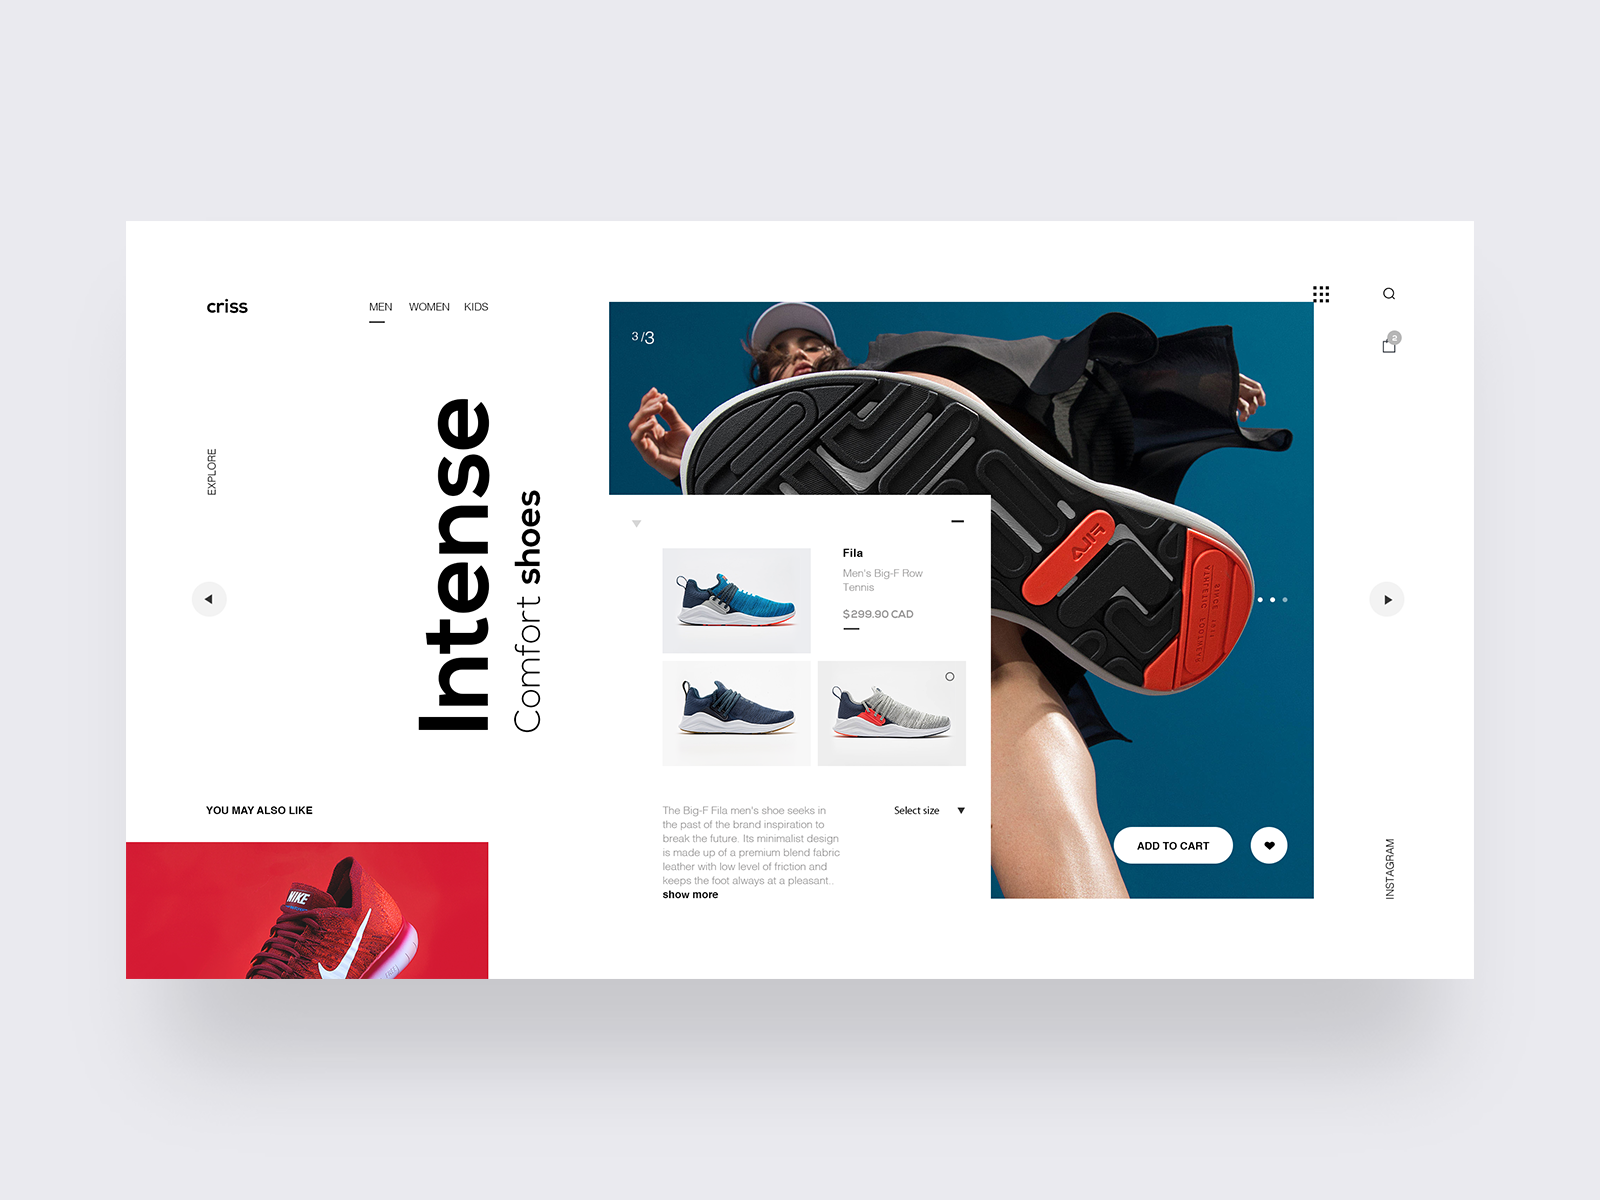 criss
MEN WOMEN KIDS
EXPLORE
Intense
Comfort shoes
3/3
2
FILA
Fila
Men's Big-F Row
Tennis
$299.90 CAD
The Big-F Fila men's shoe seeks in
the past of the brand inspiration to
break the future. Its minimalist design
is made up of a premium blend fabric
leather with low level of friction and
keeps the foot always at a pleasant..
show more
Select size
ADD TO CART
INSTAGRAM
YOU MAY ALSO LIKE
NIKE